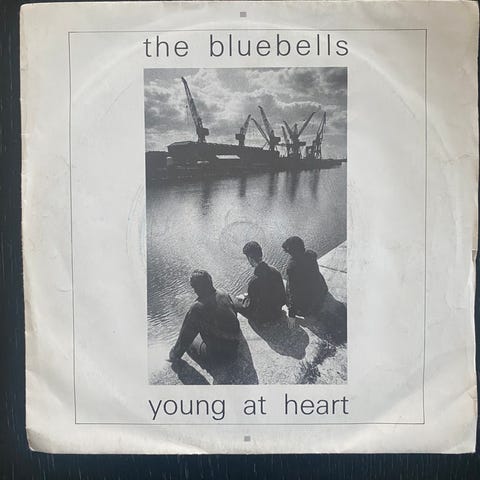 the bluebells
young at heart